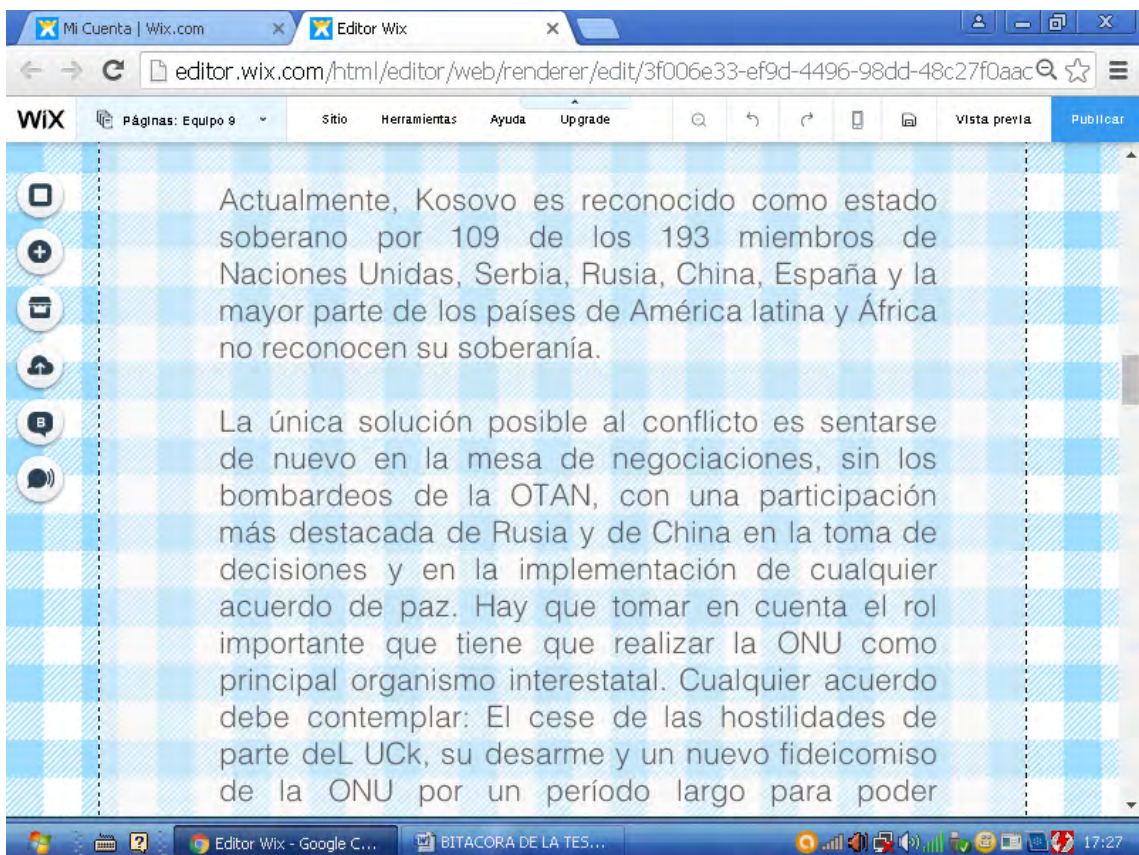 Mi Cuenta | Wix.com
Editor Wix
editor.wix.com/html/editor/web/renderer/edit/3f006e33-ef9d-4496-98dd-48c27f0aac
WiX
Páginas: Equipo 9
Sitio
Herramientas
Ayuda
Upgrade
Vista previa
Publicar
Actualmente, Kosovo es reconocido como estado
soberano por 109 de los 193 miembros de
Naciones Unidas, Serbia, Rusia, China, España y la
mayor parte de los países de América latina y África
no reconocen su soberanía.
La única solución posible al conflicto es sentarse
de nuevo en la mesa de negociaciones, sin los
bombardeos de la OTAN, con una participación
más destacada de Rusia y de China en la toma de
decisiones y en la implementación de cualquier
acuerdo de paz. Hay que tomar en cuenta el rol
importante que tiene que realizar la ONU como
principal organismo interestatal. Cualquier acuerdo
debe contemplar: El cese de las hostilidades de
parte deL UCk, su desarme y un nuevo fideicomiso
de la ONU por un período largo para poder
Editor Wix - Google C...
BITACORA DE LA TES...
17:27